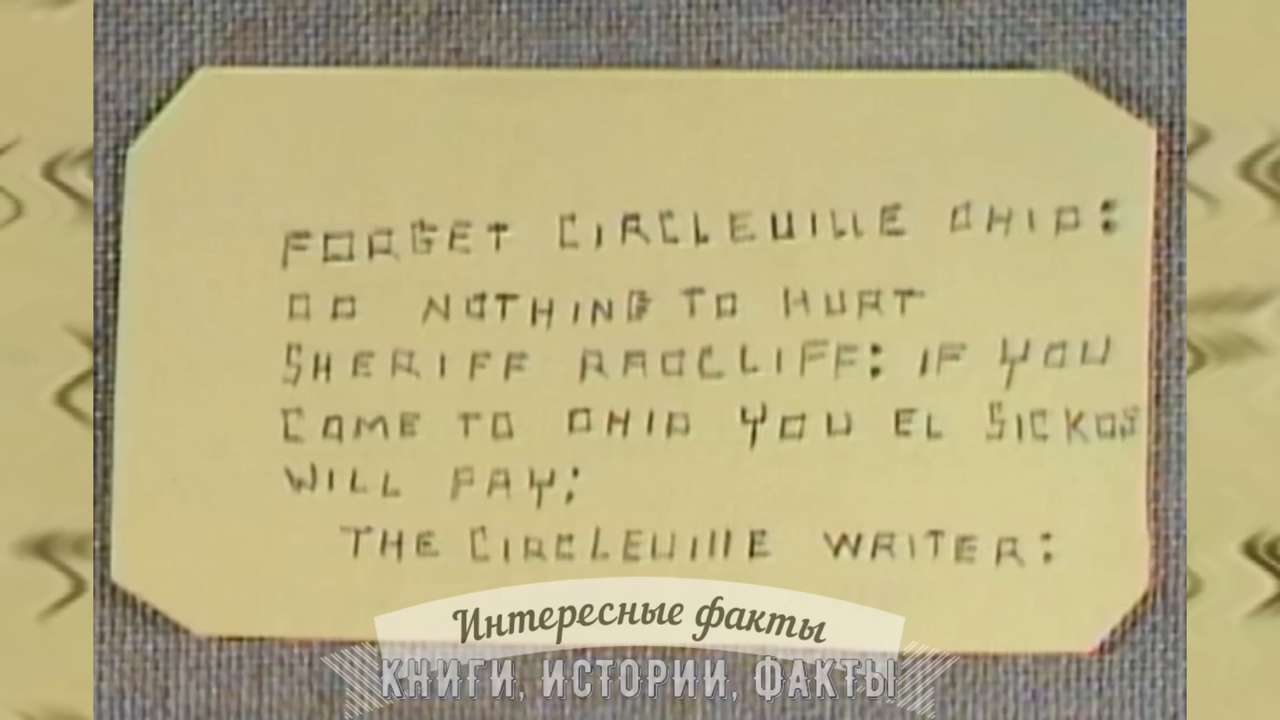 FORGET CIRCLEVILLE OHIO:
DO NOTHING TO HURT
SHERIFF RADCLIFF: IF YOU
COME TO OHIO YOU EL SICKOS
WILL PAY:
THE CIRCLEVILLE WRITER:
Интересные факты
КНИГИ, ИСТОРИИ, ФАКТЫ